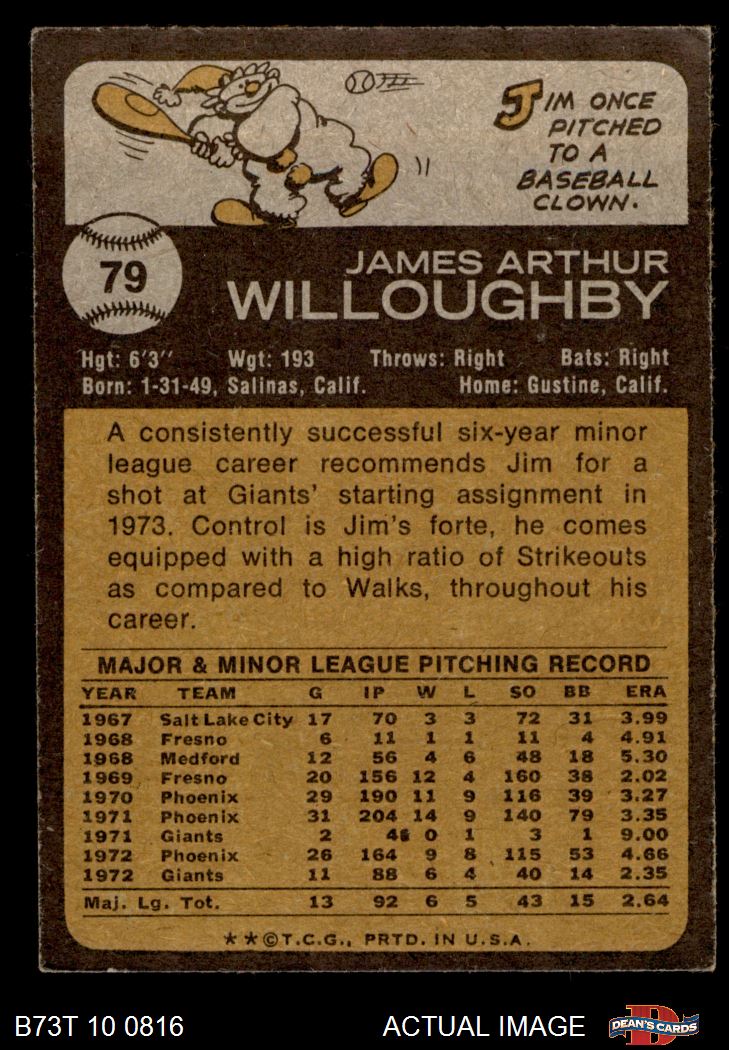 JIM ONCE
PITCHED
TO A
BASEBALL
CLOWN.
79
JAMES ARTHUR
WILLOUGHBY
Hgt: 6'3" Wgt: 193 Throws: Right Bats: Right
Born: 1-31-49, Salinas, Calif. Home: Gustine, Calif.
A consistently successful six-year minor
league career recommends Jim for a
shot at Giants' starting assignment in
1973. Control is Jim's forte, he comes
equipped with a high ratio of Strikeouts
as compared to Walks, throughout his
career.
MAJOR & MINOR LEAGUE PITCHING RECORD
YEAR TEAM G IP W L SO BB ERA
1967 Salt Lake City 17 70 3 3 72 31 3.99
1968 Fresno 6 11 1 1 11 4 4.91
1968 Medford 12 56 4 6 48 18 5.30
1969 Fresno 20 156 12 4 160 38 2.02
1970 Phoenix 29 190 11 9 116 39 3.27
1971 Phoenix 31 204 14 9 140 79 3.35
1971 Giants 2 4 0 1 3 1 9.00
1972 Phoenix 26 164 9 8 115 53 4.66
1972 Giants 11 88 6 4 40 14 2.35
Maj. Lg. Tot. 13 92 6 5 43 15 2.64
★★©T.C.G., PRTD. IN U.S.A.
B73T 10 0816 ACTUAL IMAGE DEAN'S CARDS